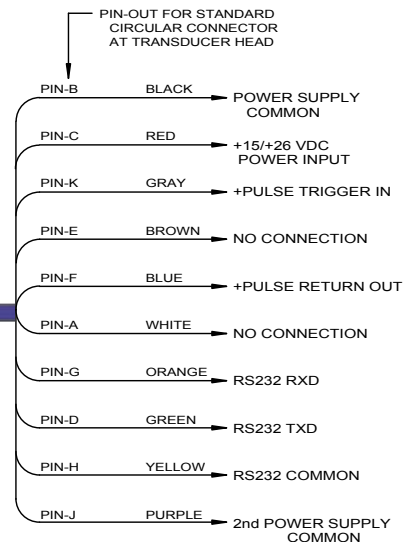 PIN-OUT FOR STANDARD
CIRCULAR CONNECTOR
AT TRANSDUCER HEAD
PIN-B BLACK POWER SUPPLY
COMMON
PIN-C RED +15/+26 VDC
POWER INPUT
PIN-K GRAY +PULSE TRIGGER IN
PIN-E BROWN NO CONNECTION
PIN-F BLUE +PULSE RETURN OUT
PIN-A WHITE NO CONNECTION
PIN-G ORANGE RS232 RXD
PIN-D GREEN RS232 TXD
PIN-H YELLOW RS232 COMMON
PIN-J PURPLE 2nd POWER SUPPLY
COMMON